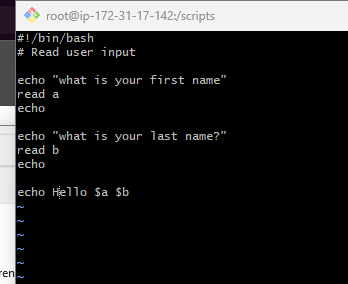 root@ip-172-31-17-142:/scripts
#!/bin/bash
# Read user input

echo "what is your first name"
read a
echo

echo "what is your last name?"
read b
echo

echo Hello $a $b
~
~
~
~
~
~
ren